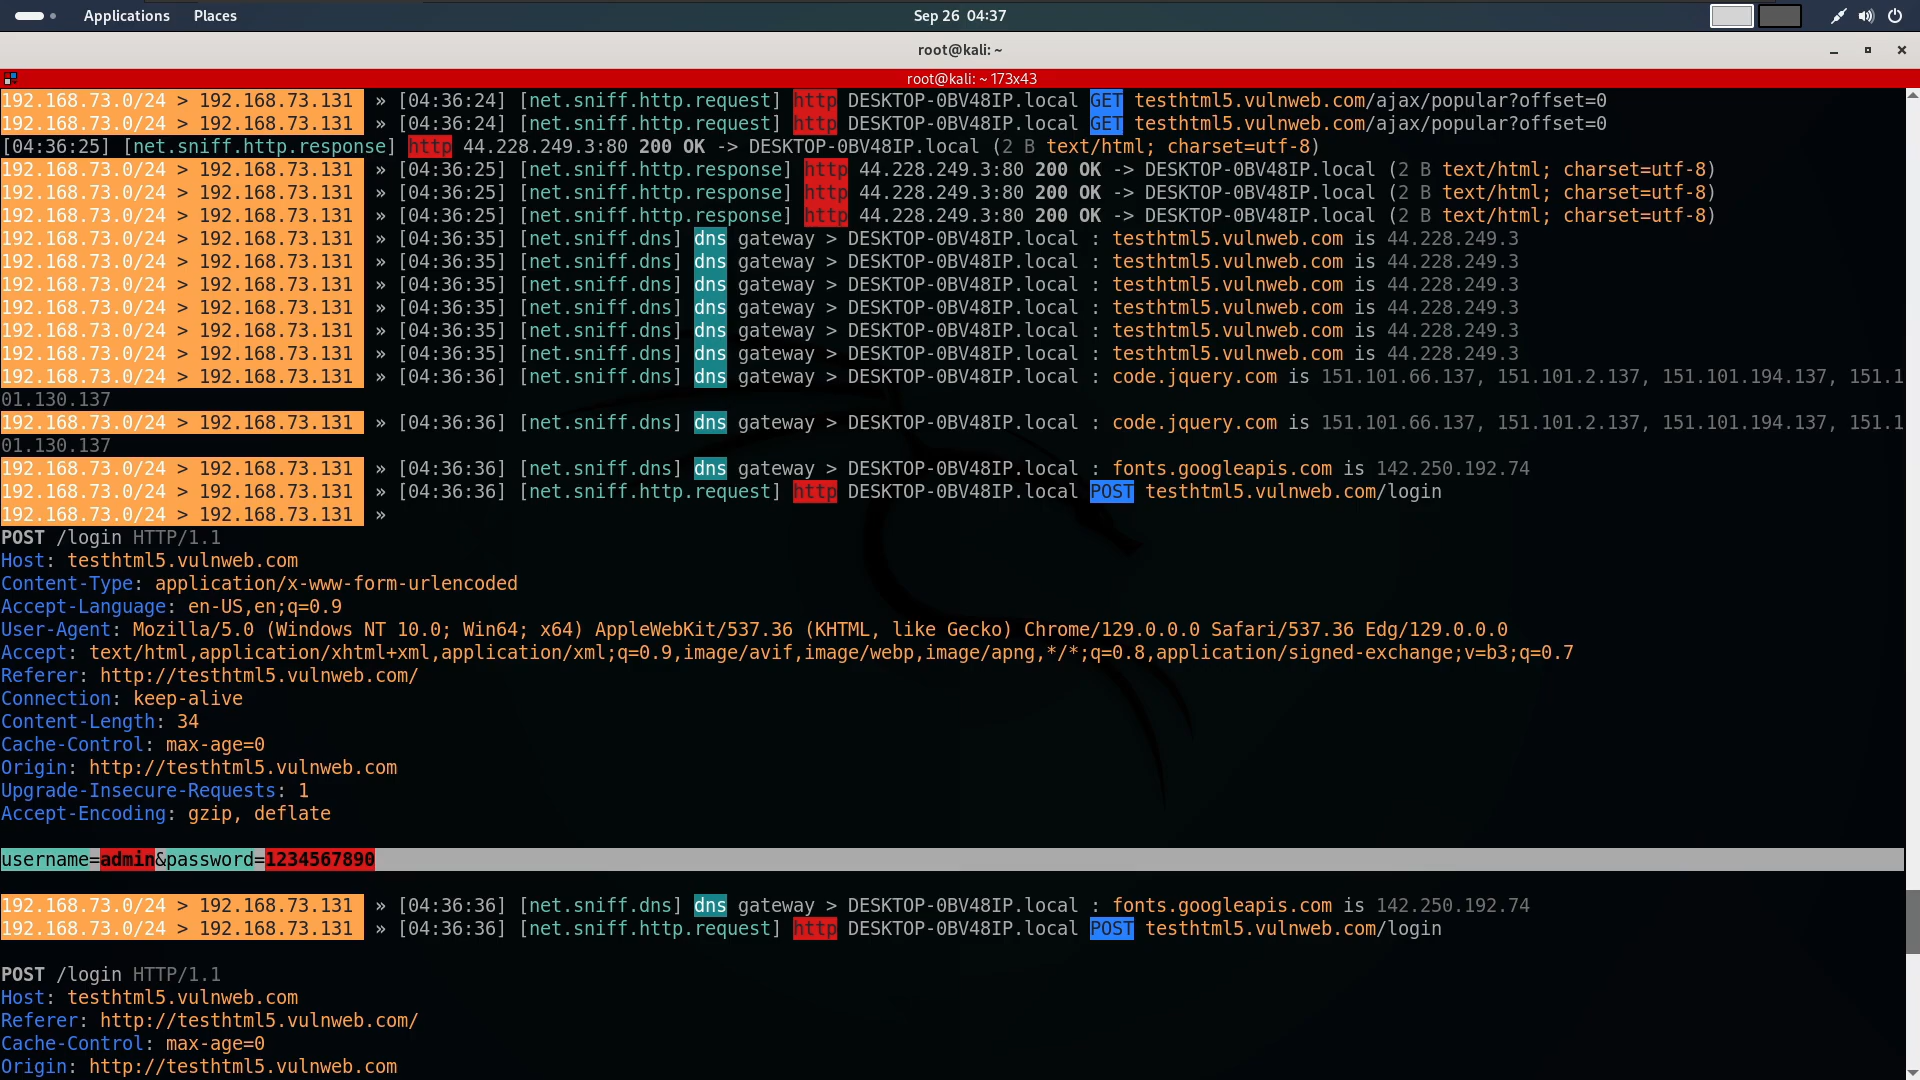 Applications Places Sep 26 04:37
root@kali: ~
root@kali: ~ 173x43
192.168.73.0/24 > 192.168.73.131 » [04:36:24] [net.sniff.http.request] http DESKTOP-0BV48IP.local GET testhtml5.vulnweb.com/ajax/popular?offset=0
192.168.73.0/24 > 192.168.73.131 » [04:36:24] [net.sniff.http.request] http DESKTOP-0BV48IP.local GET testhtml5.vulnweb.com/ajax/popular?offset=0
[04:36:25] [net.sniff.http.response] http 44.228.249.3:80 200 OK -> DESKTOP-0BV48IP.local (2 B text/html; charset=utf-8)
192.168.73.0/24 > 192.168.73.131 » [04:36:25] [net.sniff.http.response] http 44.228.249.3:80 200 OK -> DESKTOP-0BV48IP.local (2 B text/html; charset=utf-8)
192.168.73.0/24 > 192.168.73.131 » [04:36:25] [net.sniff.http.response] http 44.228.249.3:80 200 OK -> DESKTOP-0BV48IP.local (2 B text/html; charset=utf-8)
192.168.73.0/24 > 192.168.73.131 » [04:36:25] [net.sniff.http.response] http 44.228.249.3:80 200 OK -> DESKTOP-0BV48IP.local (2 B text/html; charset=utf-8)
192.168.73.0/24 > 192.168.73.131 » [04:36:35] [net.sniff.dns] dns gateway > DESKTOP-0BV48IP.local : testhtml5.vulnweb.com is 44.228.249.3
192.168.73.0/24 > 192.168.73.131 » [04:36:35] [net.sniff.dns] dns gateway > DESKTOP-0BV48IP.local : testhtml5.vulnweb.com is 44.228.249.3
192.168.73.0/24 > 192.168.73.131 » [04:36:35] [net.sniff.dns] dns gateway > DESKTOP-0BV48IP.local : testhtml5.vulnweb.com is 44.228.249.3
192.168.73.0/24 > 192.168.73.131 » [04:36:35] [net.sniff.dns] dns gateway > DESKTOP-0BV48IP.local : testhtml5.vulnweb.com is 44.228.249.3
192.168.73.0/24 > 192.168.73.131 » [04:36:35] [net.sniff.dns] dns gateway > DESKTOP-0BV48IP.local : testhtml5.vulnweb.com is 44.228.249.3
192.168.73.0/24 > 192.168.73.131 » [04:36:35] [net.sniff.dns] dns gateway > DESKTOP-0BV48IP.local : testhtml5.vulnweb.com is 44.228.249.3
192.168.73.0/24 > 192.168.73.131 » [04:36:36] [net.sniff.dns] dns gateway > DESKTOP-0BV48IP.local : code.jquery.com is 151.101.66.137, 151.101.2.137, 151.101.194.137, 151.1
01.130.137
192.168.73.0/24 > 192.168.73.131 » [04:36:36] [net.sniff.dns] dns gateway > DESKTOP-0BV48IP.local : code.jquery.com is 151.101.66.137, 151.101.2.137, 151.101.194.137, 151.1
01.130.137
192.168.73.0/24 > 192.168.73.131 » [04:36:36] [net.sniff.dns] dns gateway > DESKTOP-0BV48IP.local : fonts.googleapis.com is 142.250.192.74
192.168.73.0/24 > 192.168.73.131 » [04:36:36] [net.sniff.http.request] http DESKTOP-0BV48IP.local POST testhtml5.vulnweb.com/login
192.168.73.0/24 > 192.168.73.131 »
POST /login HTTP/1.1
Host: testhtml5.vulnweb.com
Content-Type: application/x-www-form-urlencoded
Accept-Language: en-US,en;q=0.9
User-Agent: Mozilla/5.0 (Windows NT 10.0; Win64; x64) AppleWebKit/537.36 (KHTML, like Gecko) Chrome/129.0.0.0 Safari/537.36 Edg/129.0.0.0
Accept: text/html,application/xhtml+xml,application/xml;q=0.9,image/avif,image/webp,image/apng,*/*;q=0.8,application/signed-exchange;v=b3;q=0.7
Referer: http://testhtml5.vulnweb.com/
Connection: keep-alive
Content-Length: 34
Cache-Control: max-age=0
Origin: http://testhtml5.vulnweb.com
Upgrade-Insecure-Requests: 1
Accept-Encoding: gzip, deflate
username=admin&password=1234567890
192.168.73.0/24 > 192.168.73.131 » [04:36:36] [net.sniff.dns] dns gateway > DESKTOP-0BV48IP.local : fonts.googleapis.com is 142.250.192.74
192.168.73.0/24 > 192.168.73.131 » [04:36:36] [net.sniff.http.request] http DESKTOP-0BV48IP.local POST testhtml5.vulnweb.com/login
POST /login HTTP/1.1
Host: testhtml5.vulnweb.com
Referer: http://testhtml5.vulnweb.com/
Cache-Control: max-age=0
Origin: http://testhtml5.vulnweb.com